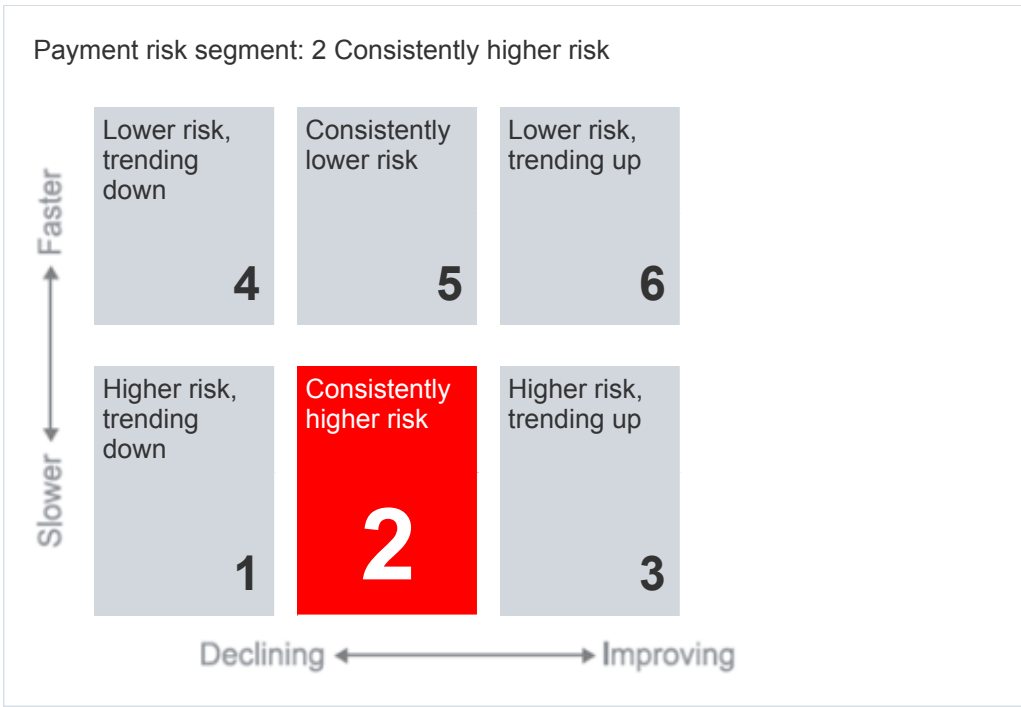 Payment risk segment: 2 Consistently higher risk
Lower risk,
trending
down
4
Consistently
lower risk
5
Lower risk,
trending up
6
Faster
Slower
Higher risk,
trending
down
1
Consistently
higher risk
2
Higher risk,
trending up
3
Declining
Improving